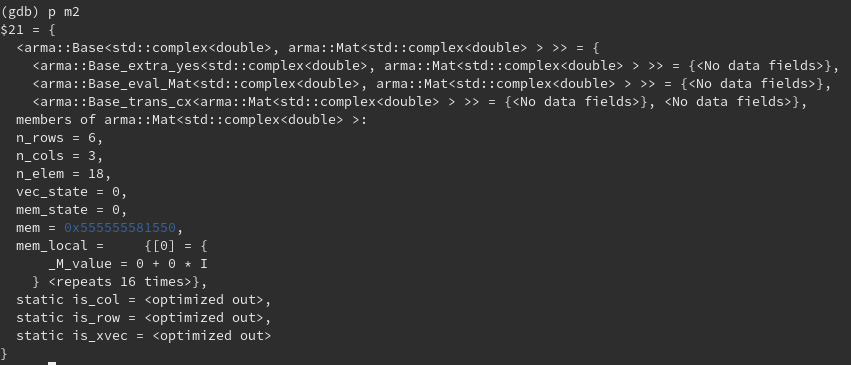 (gdb) p m2
$21 = {
  <arma::Base<std::complex<double>, arma::Mat<std::complex<double> > >> = {
    <arma::Base_extra_yes<std::complex<double>, arma::Mat<std::complex<double> > >> = {<No data fields>},
    <arma::Base_eval_Mat<std::complex<double>, arma::Mat<std::complex<double> > >> = {<No data fields>},
    <arma::Base_trans_cx<arma::Mat<std::complex<double> > >> = {<No data fields>}, <No data fields>},
  members of arma::Mat<std::complex<double> >:
  n_rows = 6,
  n_cols = 3,
  n_elem = 18,
  vec_state = 0,
  mem_state = 0,
  mem = 0x555555581550,
  mem_local =     {[0] = {
      _M_value = 0 + 0 * I
    } <repeats 16 times>},
  static is_col = <optimized out>,
  static is_row = <optimized out>,
  static is_xvec = <optimized out>
}